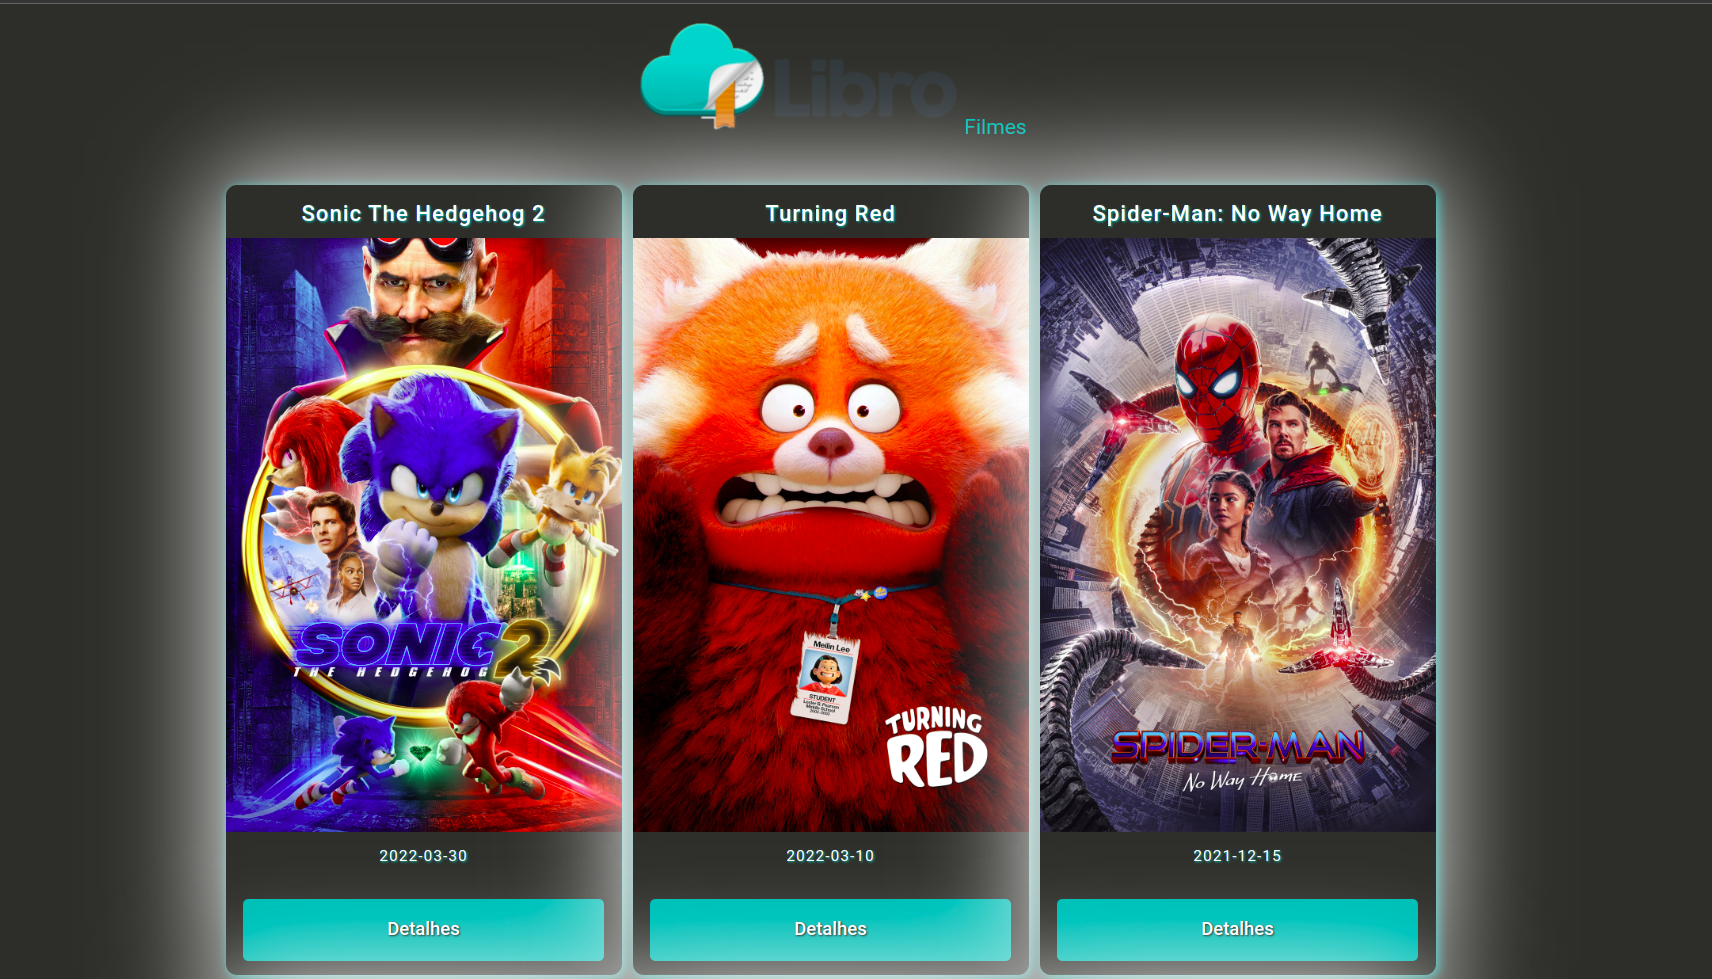 Libro
Filmes
Sonic The Hedgehog 2
Turning Red
Spider-Man: No Way Home
SONIC 2
THE HEDGEHOG
Meilin Lee
STUDENT
TURNING
RED
SPIDER-MAN
No Way Home
2022-03-30
2022-03-10
2021-12-15
Detalhes
Detalhes
Detalhes